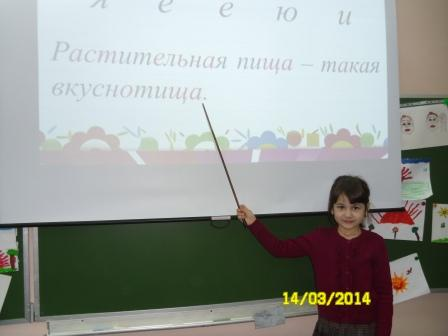 я е е ю и
Растительная пища – такая
вкуснотища.
14/03/2014